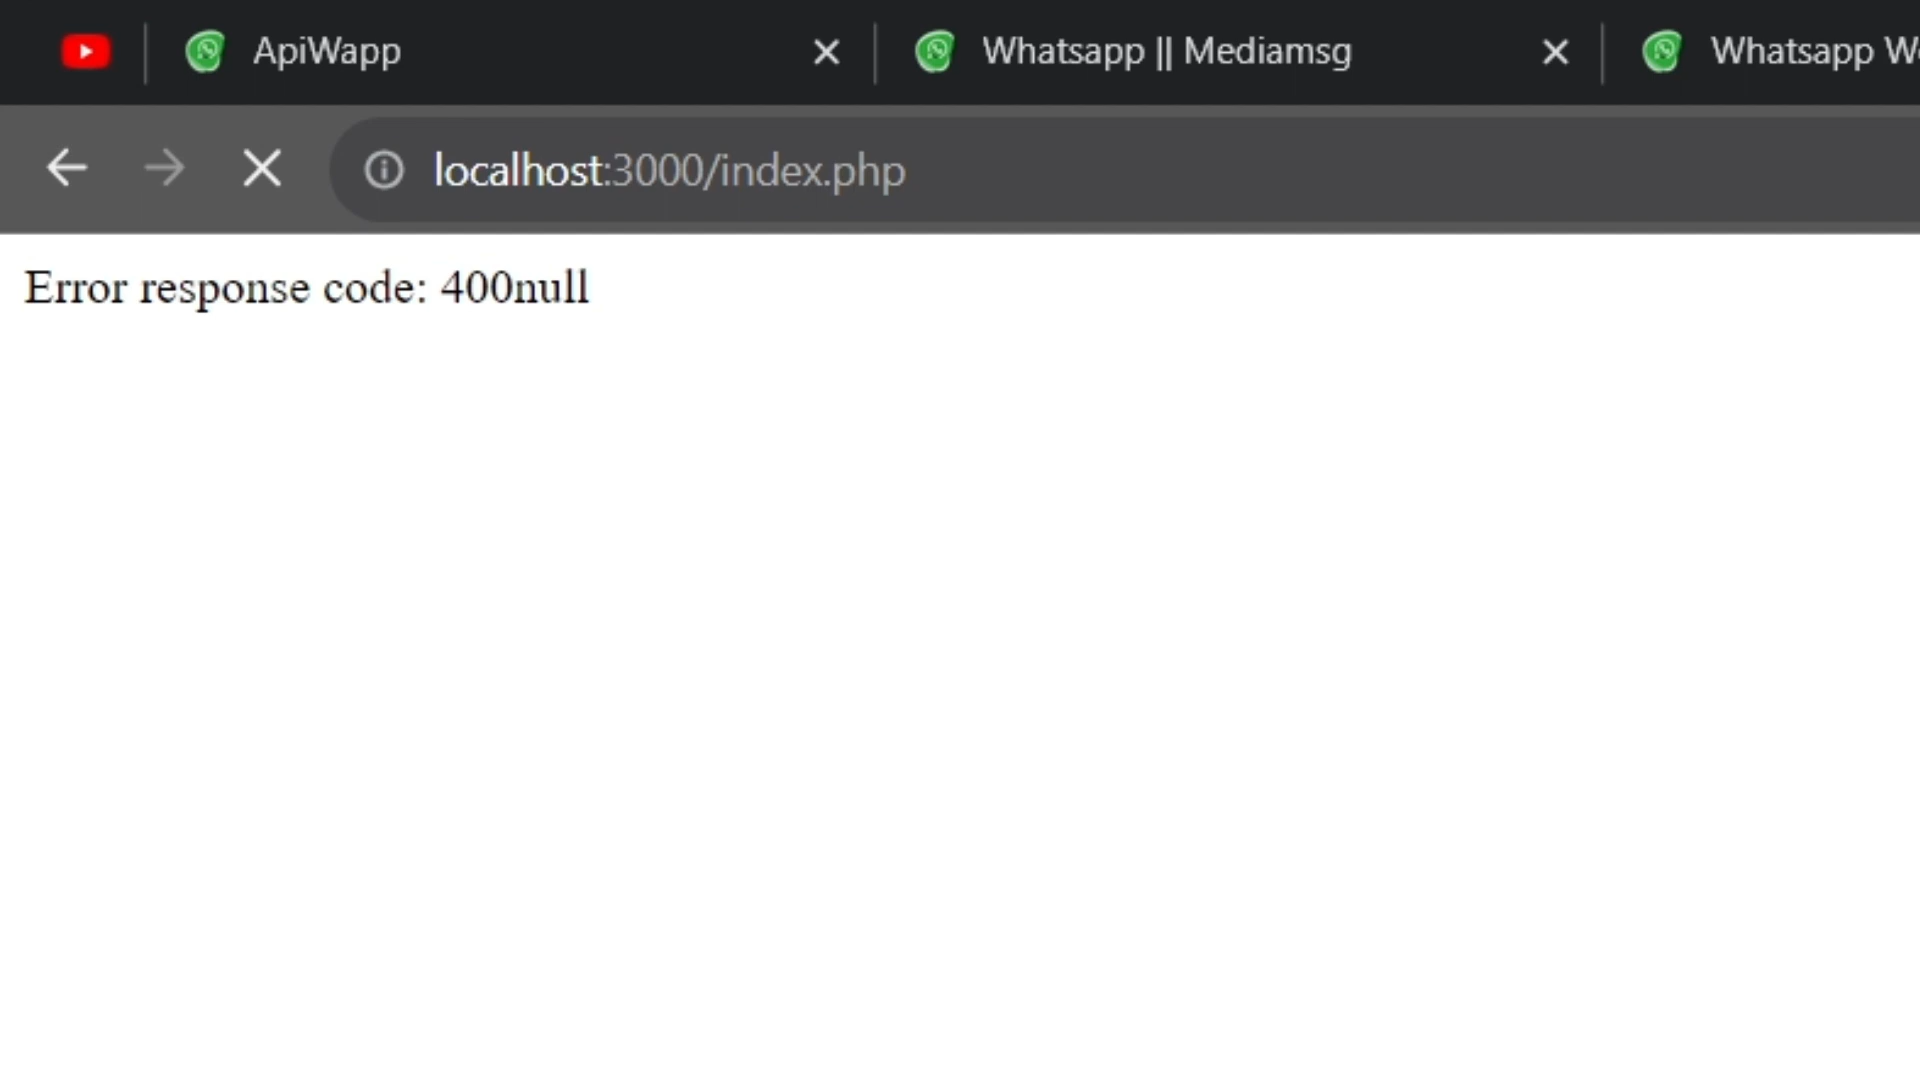 ApiWapp
Whatsapp || Mediamsg
Whatsapp
localhost:3000/index.php
Error response code: 400null